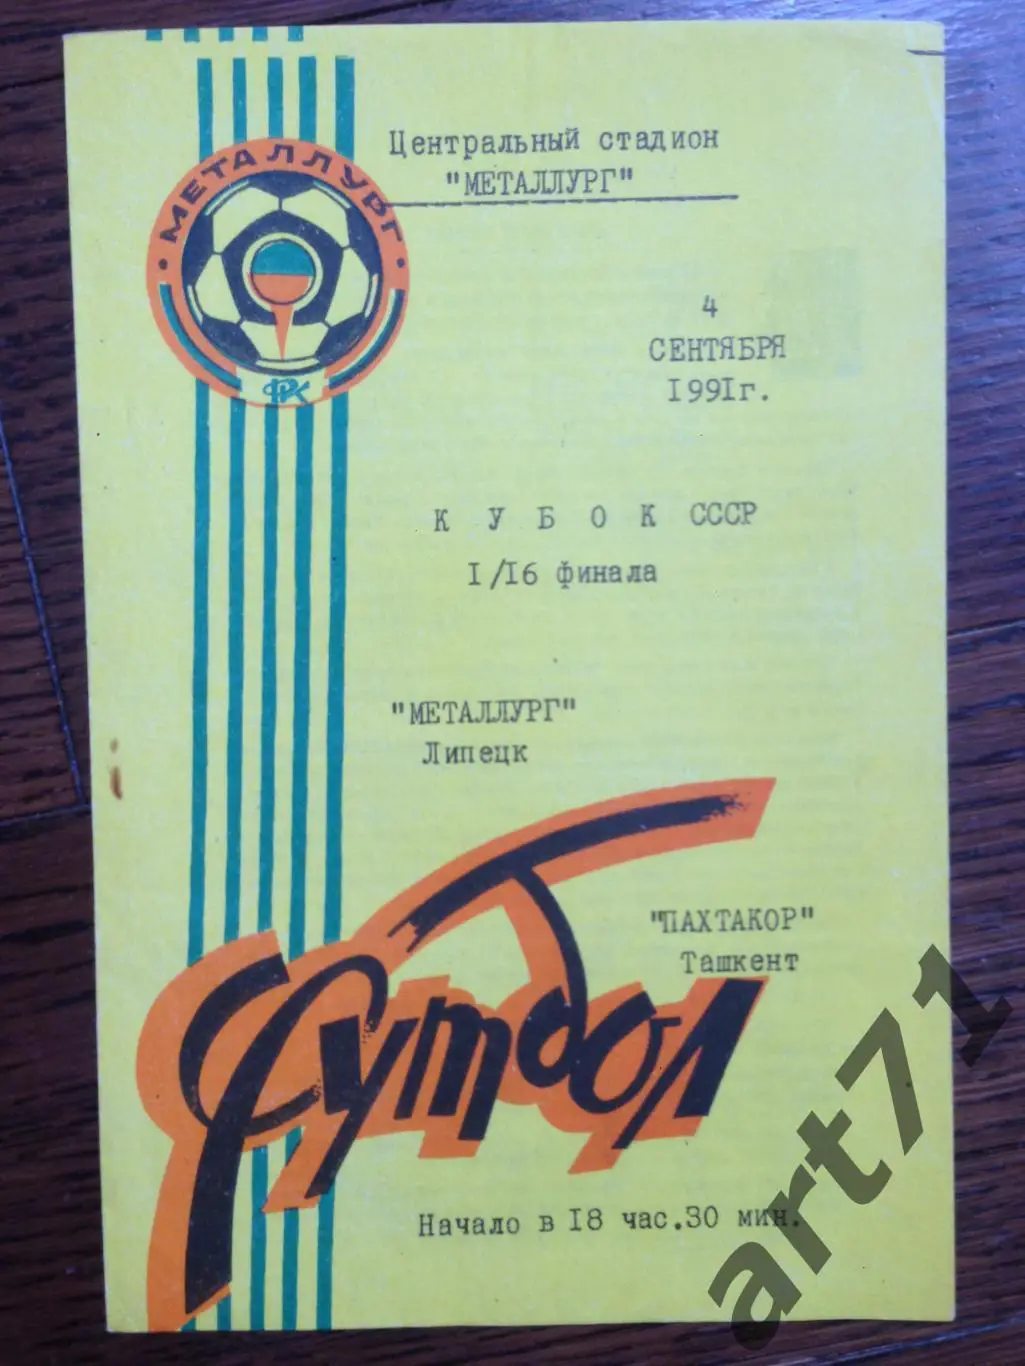 Центральный стадион
"МЕТАЛЛУРГ"
• МЕТАЛЛУРГ •
ФК
4
СЕНТЯБРЯ
1991г.
КУБОК СССР
1/16 финала
"МЕТАЛЛУРГ"
Липецк
"ПАХТАКОР"
Ташкент
Футбол
Начало в 18 час.30 мин.
art71